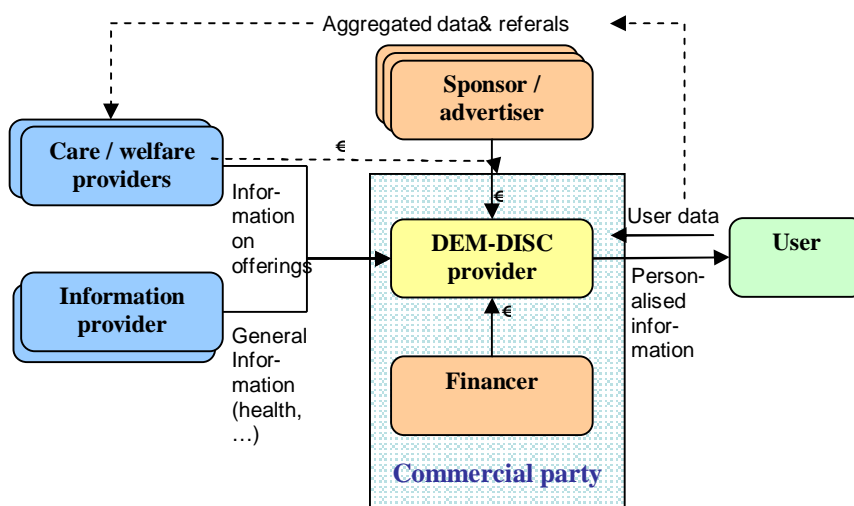 Aggregated data& referals
Sponsor /
advertiser
Care / welfare
providers
€
Infor-
mation
on
offerings
€
DEM-DISC
provider
User data
User
Information
provider
General
Infor-
mation
(health,
…)
€
Person-
alised
infor-
mation
Financer
Commercial party